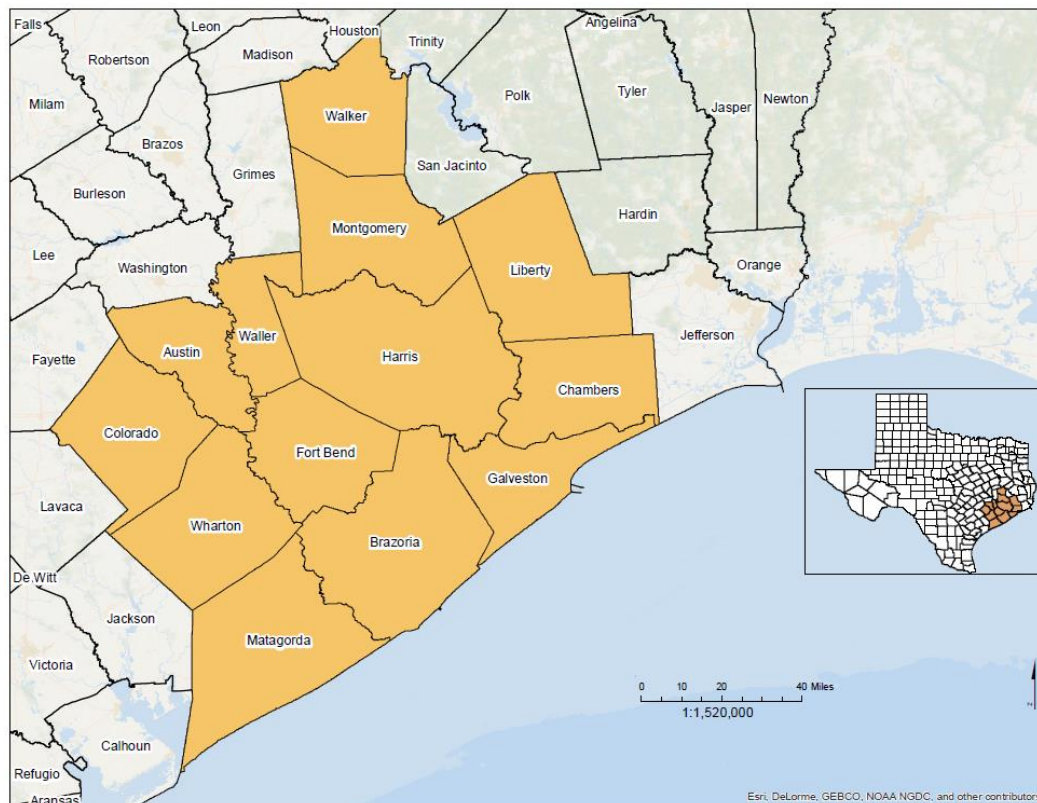 Falls
Leon
Houston
Trinity
Angelina
Robertson
Madison
Milam
Polk
Tyler
Jasper
Newton
Walker
Brazos
San Jacinto
Grimes
Burleson
Hardin
Montgomery
Lee
Washington
Liberty
Orange
Waller
Jefferson
Austin
Harris
Fayette
Chambers
Colorado
Fort Bend
Galveston
Lavaca
Wharton
Brazoria
De Witt
Jackson
Matagorda
Victoria
0 10 20 40 Miles
1:1,520,000
Calhoun
Refugio
Aransas
Esri, DeLorme, GEBCO, NOAA NGDC, and other contributors